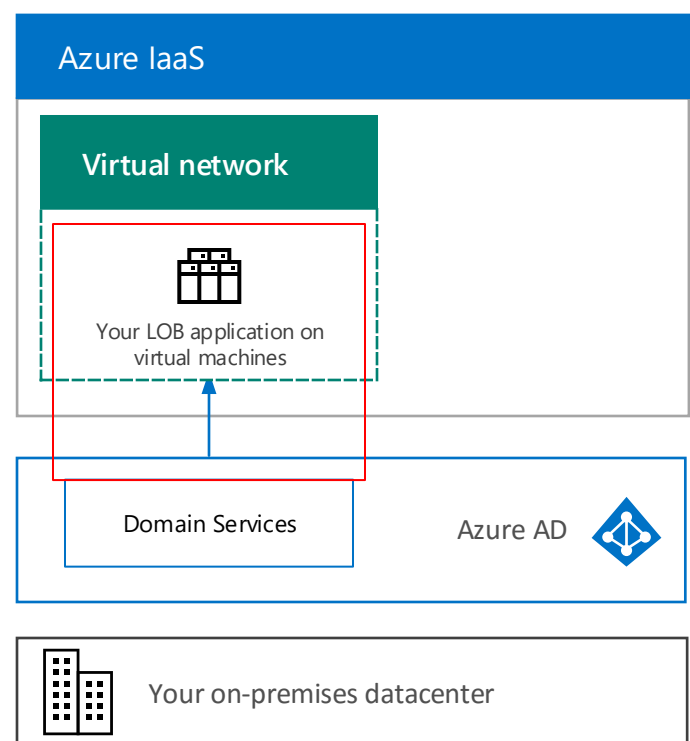 Azure IaaS
Virtual network
Your LOB application on
virtual machines
Domain Services
Azure AD
Your on-premises datacenter